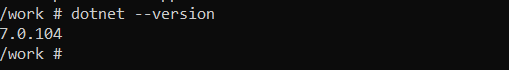 /work # dotnet --version
7.0.104
/work #